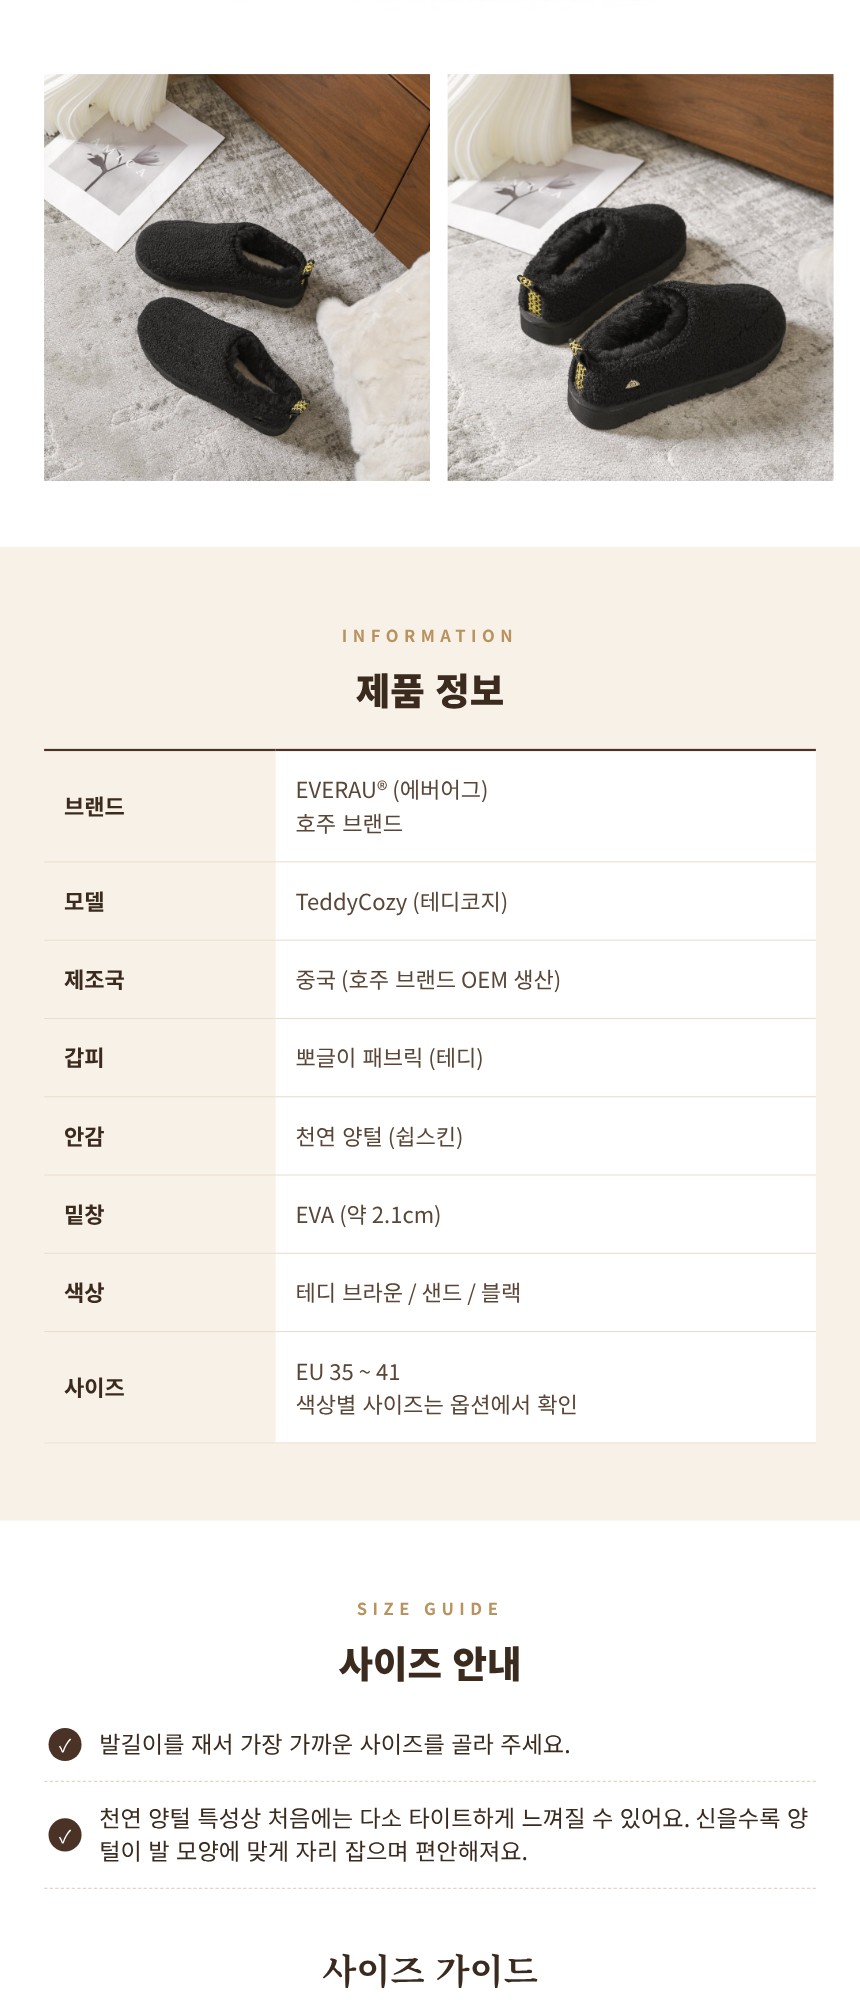 INFORMATION
제품 정보
브랜드
EVERAU® (에버어그)
호주 브랜드
모델
TeddyCozy (테디코지)
제조국
중국 (호주 브랜드 OEM 생산)
갑피
뽀글이 패브릭 (테디)
안감
천연 양털 (쉽스킨)
밑창
EVA (약 2.1cm)
색상
테디 브라운 / 샌드 / 블랙
사이즈
EU 35 ~ 41
색상별 사이즈는 옵션에서 확인
SIZE GUIDE
사이즈 안내
발길이를 재서 가장 가까운 사이즈를 골라 주세요.
천연 양털 특성상 처음에는 다소 타이트하게 느껴질 수 있어요. 신을수록 양
털이 발 모양에 맞게 자리 잡으며 편안해져요.
사이즈 가이드